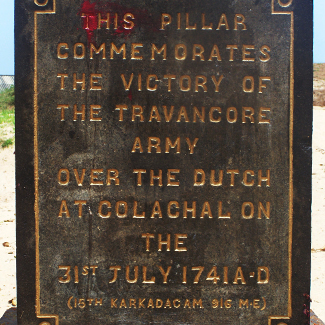 THIS PILLAR
COMMEMORATES
THE VICTORY OF
THE TRAVANCORE
ARMY
OVER THE DUTCH
AT COLACHAL ON
THE
31ST JULY 1741 A·D
(15TH KARKADAGAM 916 M·E)